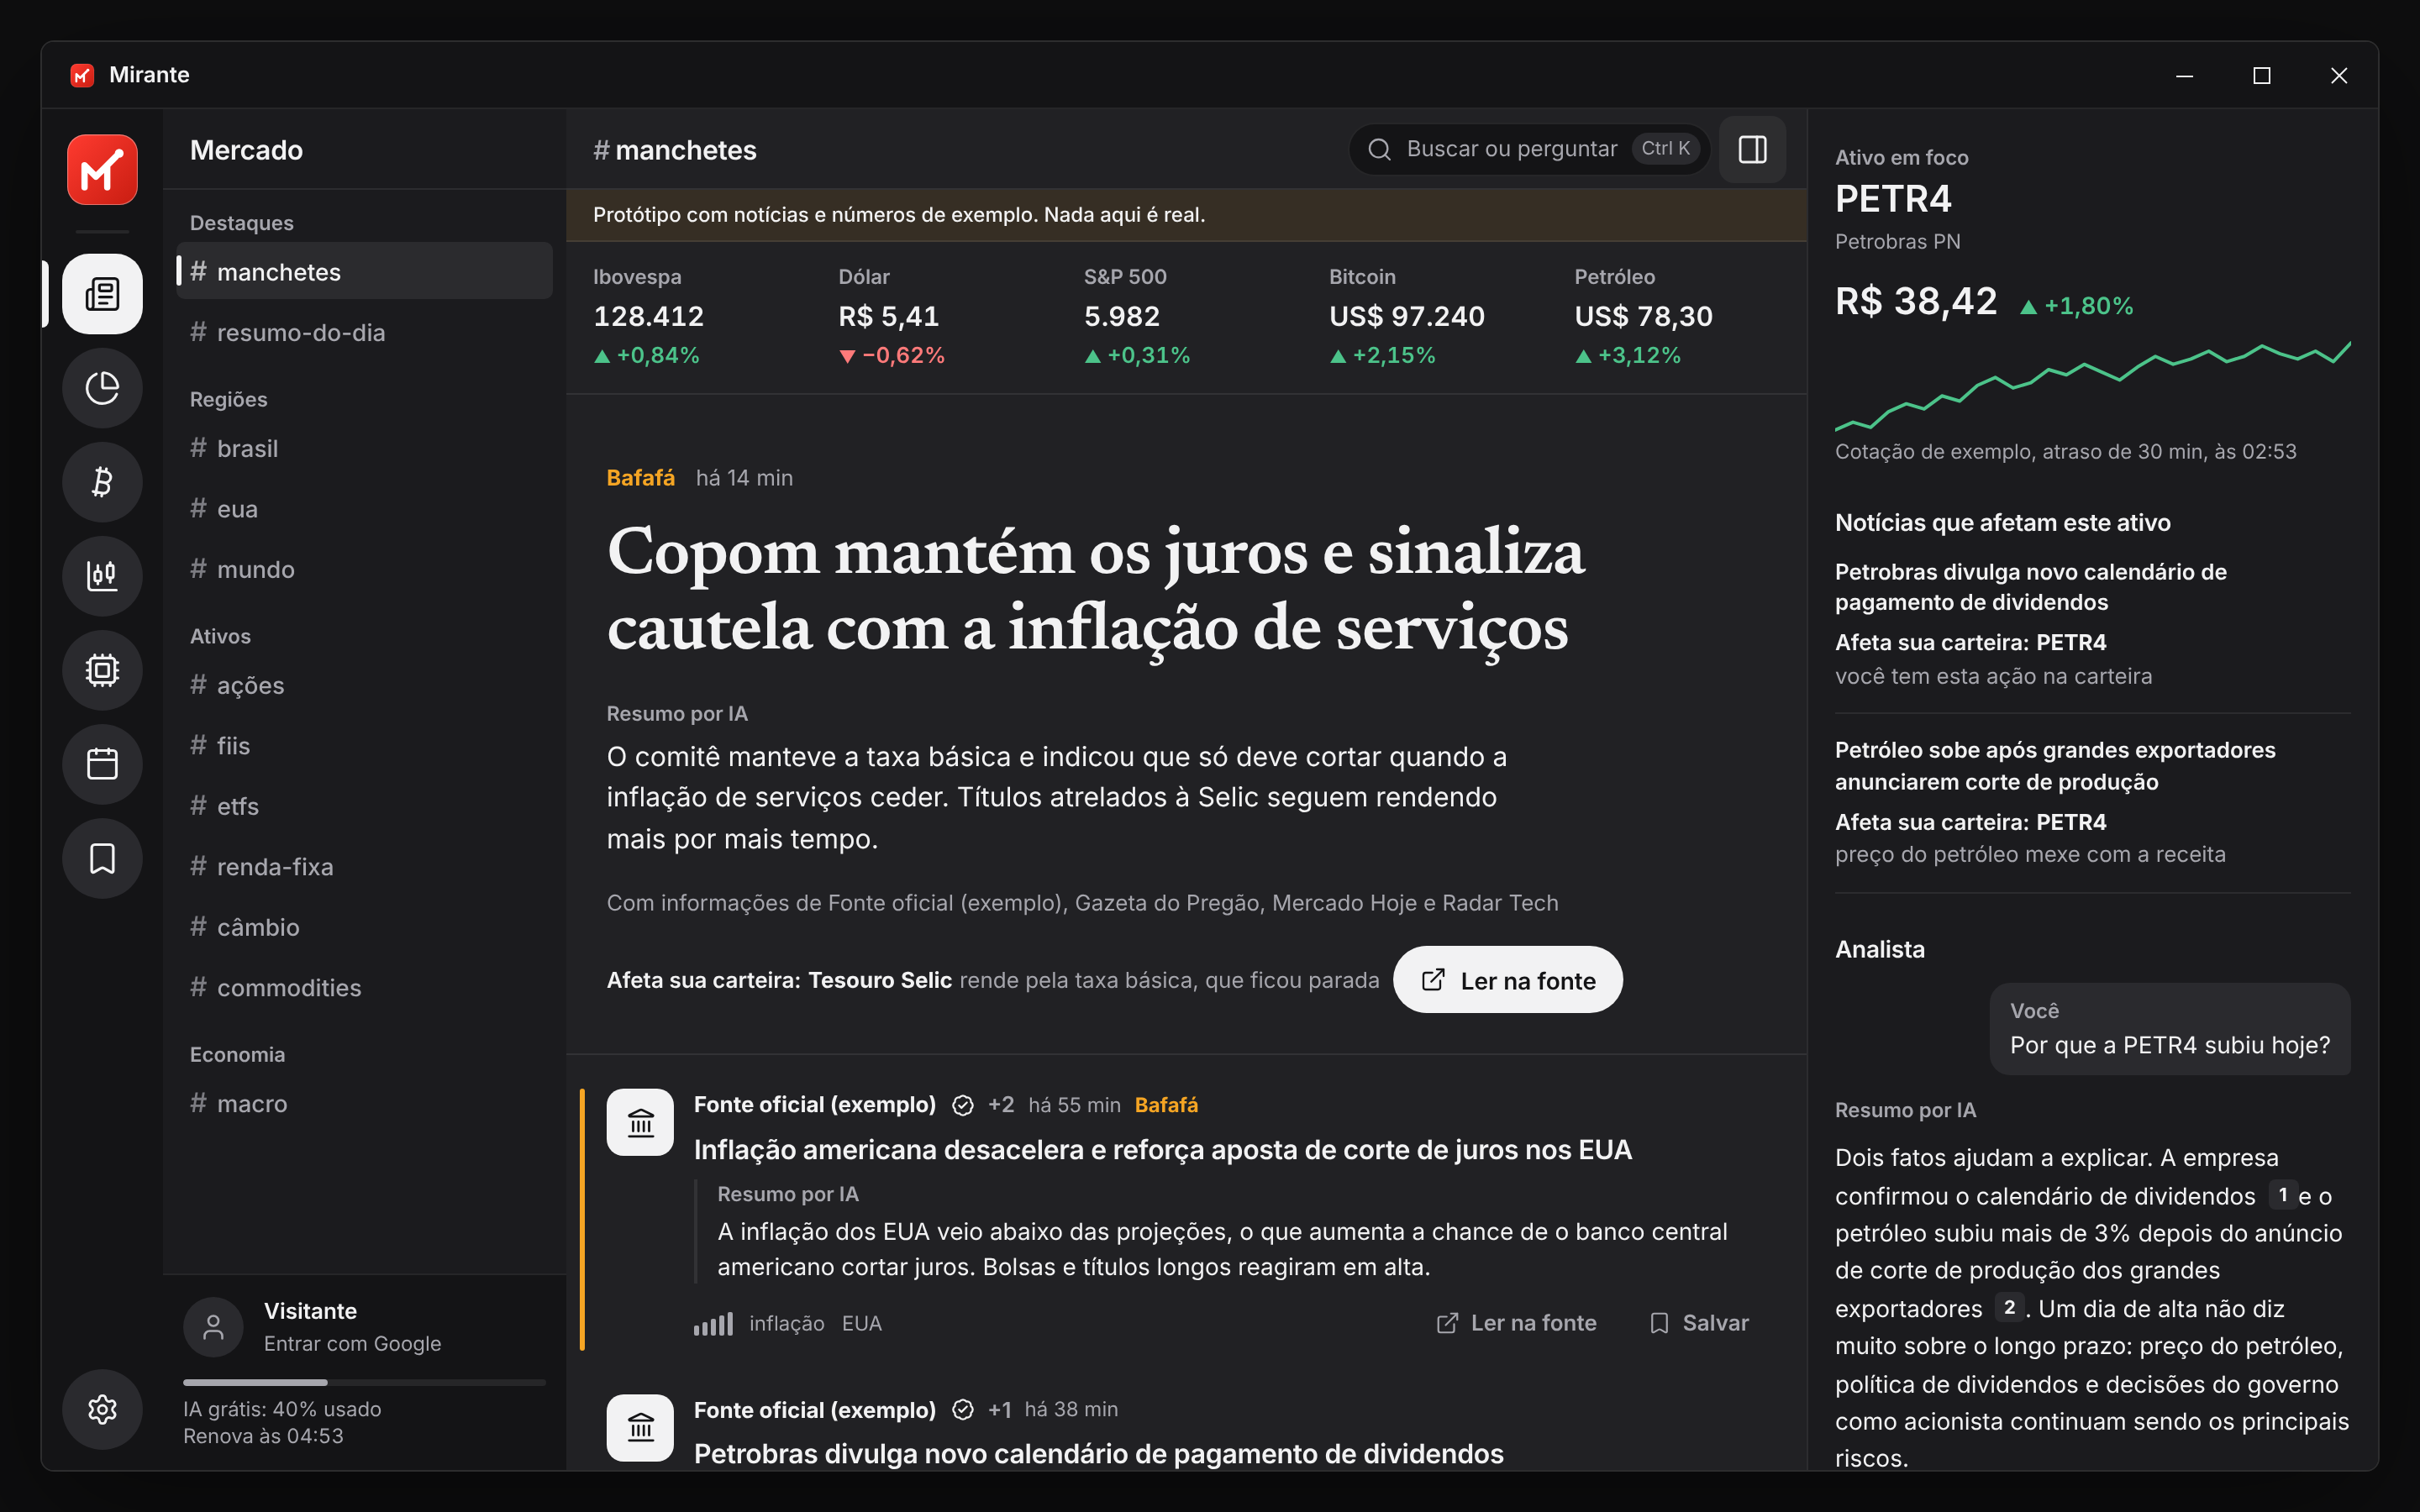 Mirante
Mercado
Destaques
# manchetes
# resumo-do-dia
Regiões
# brasil
# eua
# mundo
Ativos
# ações
# fiis
# etfs
# renda-fixa
# câmbio
# commodities
Economia
# macro
Visitante
Entrar com Google
IA grátis: 40% usado
Renova às 04:53
# manchetes
Buscar ou perguntar Ctrl K
Protótipo com notícias e números de exemplo. Nada aqui é real.
Ibovespa
128.412
▲ +0,84%
Dólar
R$ 5,41
▼ −0,62%
S&P 500
5.982
▲ +0,31%
Bitcoin
US$ 97.240
▲ +2,15%
Petróleo
US$ 78,30
▲ +3,12%
Bafafá há 14 min
Copom mantém os juros e sinaliza
cautela com a inflação de serviços
Resumo por IA
O comitê manteve a taxa básica e indicou que só deve cortar quando a
inflação de serviços ceder. Títulos atrelados à Selic seguem rendendo
mais por mais tempo.
Com informações de Fonte oficial (exemplo), Gazeta do Pregão, Mercado Hoje e Radar Tech
Afeta sua carteira: Tesouro Selic rende pela taxa básica, que ficou parada
Ler na fonte
Fonte oficial (exemplo) +2 há 55 min Bafafá
Inflação americana desacelera e reforça aposta de corte de juros nos EUA
Resumo por IA
A inflação dos EUA veio abaixo das projeções, o que aumenta a chance de o banco central
americano cortar juros. Bolsas e títulos longos reagiram em alta.
inflação EUA
Ler na fonte
Salvar
Fonte oficial (exemplo) +1 há 38 min
Petrobras divulga novo calendário de pagamento de dividendos
Ativo em foco
PETR4
Petrobras PN
R$ 38,42 ▲ +1,80%
Cotação de exemplo, atraso de 30 min, às 02:53
Notícias que afetam este ativo
Petrobras divulga novo calendário de
pagamento de dividendos
Afeta sua carteira: PETR4
você tem esta ação na carteira
Petróleo sobe após grandes exportadores
anunciarem corte de produção
Afeta sua carteira: PETR4
preço do petróleo mexe com a receita
Analista
Você
Por que a PETR4 subiu hoje?
Resumo por IA
Dois fatos ajudam a explicar. A empresa
confirmou o calendário de dividendos 1 e o
petróleo subiu mais de 3% depois do anúncio
de corte de produção dos grandes
exportadores 2 . Um dia de alta não diz
muito sobre o longo prazo: preço do petróleo,
política de dividendos e decisões do governo
como acionista continuam sendo os principais
riscos.